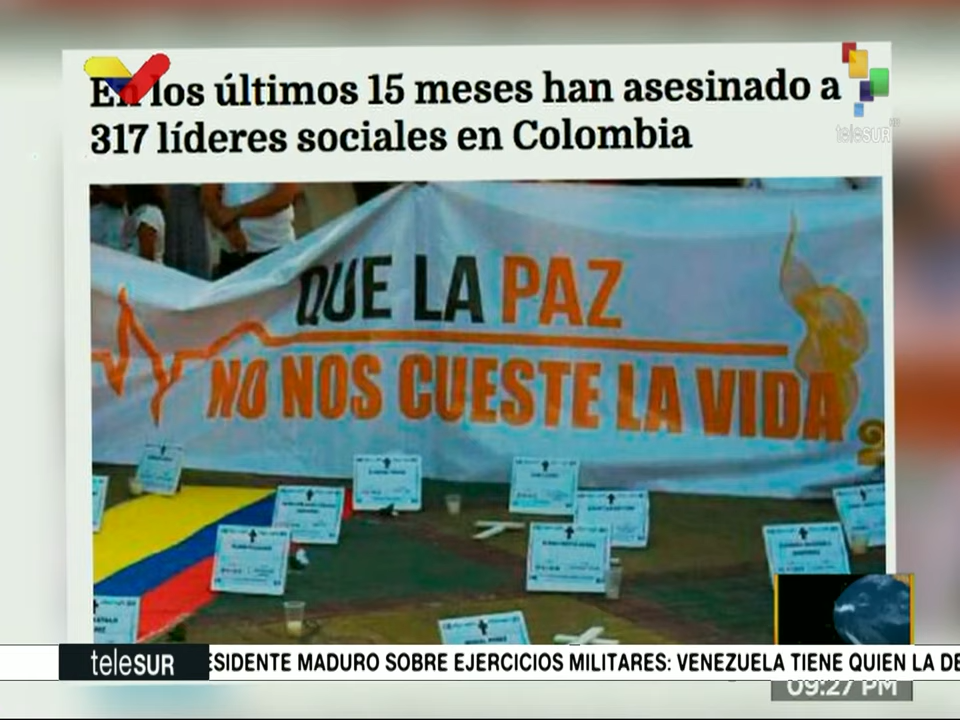 En los últimos 15 meses han asesinado a
317 líderes sociales en Colombia
teleSUR
HD
QUE LA PAZ
NO NOS CUESTE LA VIDA
teleSUR
ESIDENTE MADURO SOBRE EJERCICIOS MILITARES: VENEZUELA TIENE QUIEN LA DE
09:27 PM